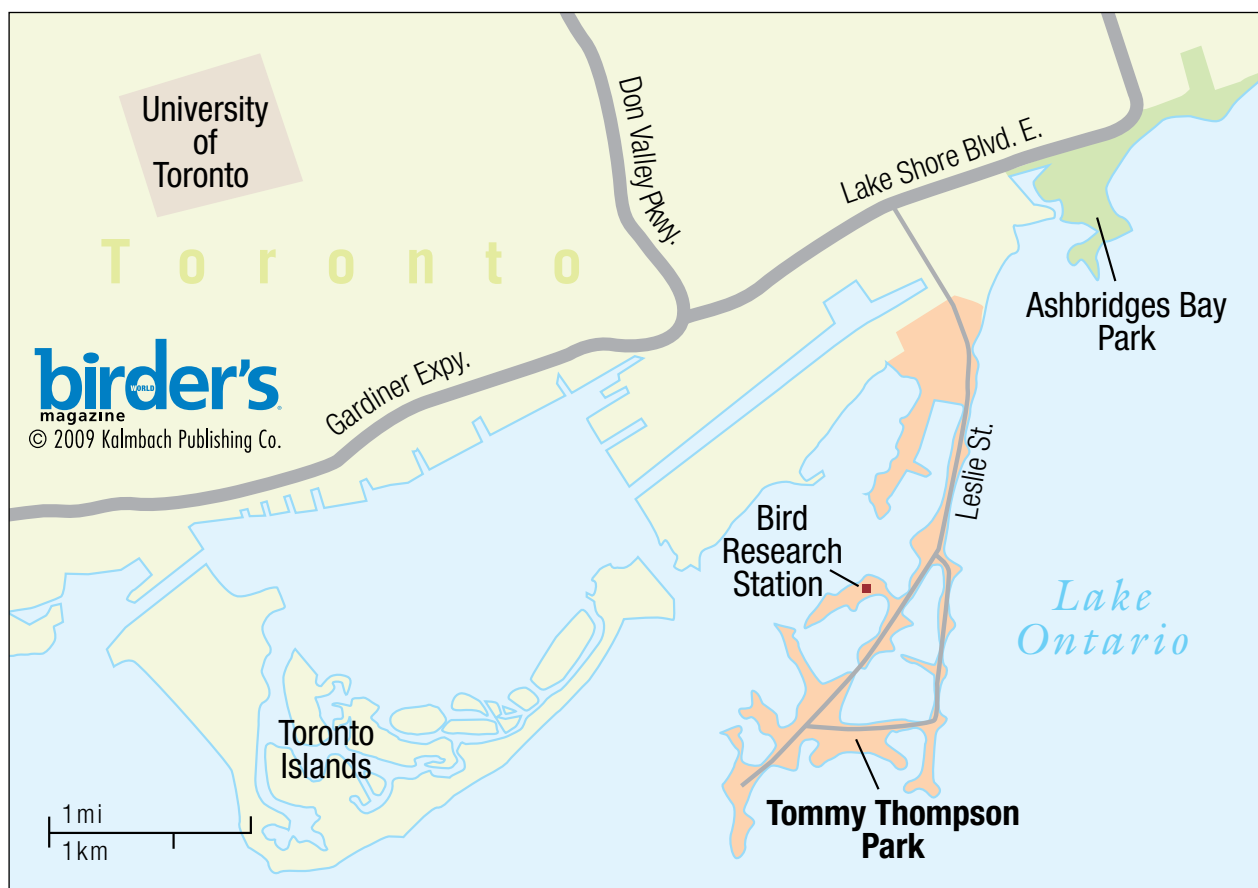 University
of
Toronto
Don Valley Pkwy.
Lake Shore Blvd. E.
Toronto
Ashbridges Bay
Park
birder's
WORLD
magazine
© 2009 Kalmbach Publishing Co.
Gardiner Expy.
Leslie St.
Bird
Research
Station
Lake
Ontario
Toronto
Islands
Tommy Thompson
Park
1mi
1km